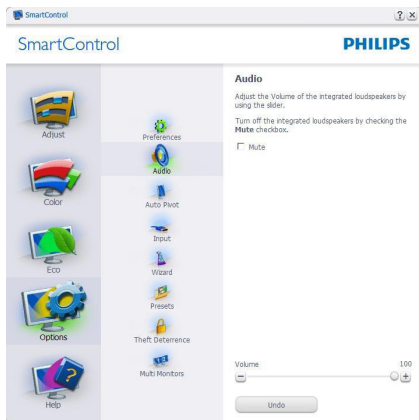 SmartControl
SmartControl
PHILIPS
Adjust
Color
Eco
Options
Help
Preferences
Audio
Auto Pivot
Input
Wizard
Presets
Theft Deterrence
Multi Monitors
Audio
Adjust the Volume of the integrated loudspeakers by
using the slider.
Turn off the integrated loudspeakers by checking the
Mute checkbox.
Mute
Volume 100
Undo